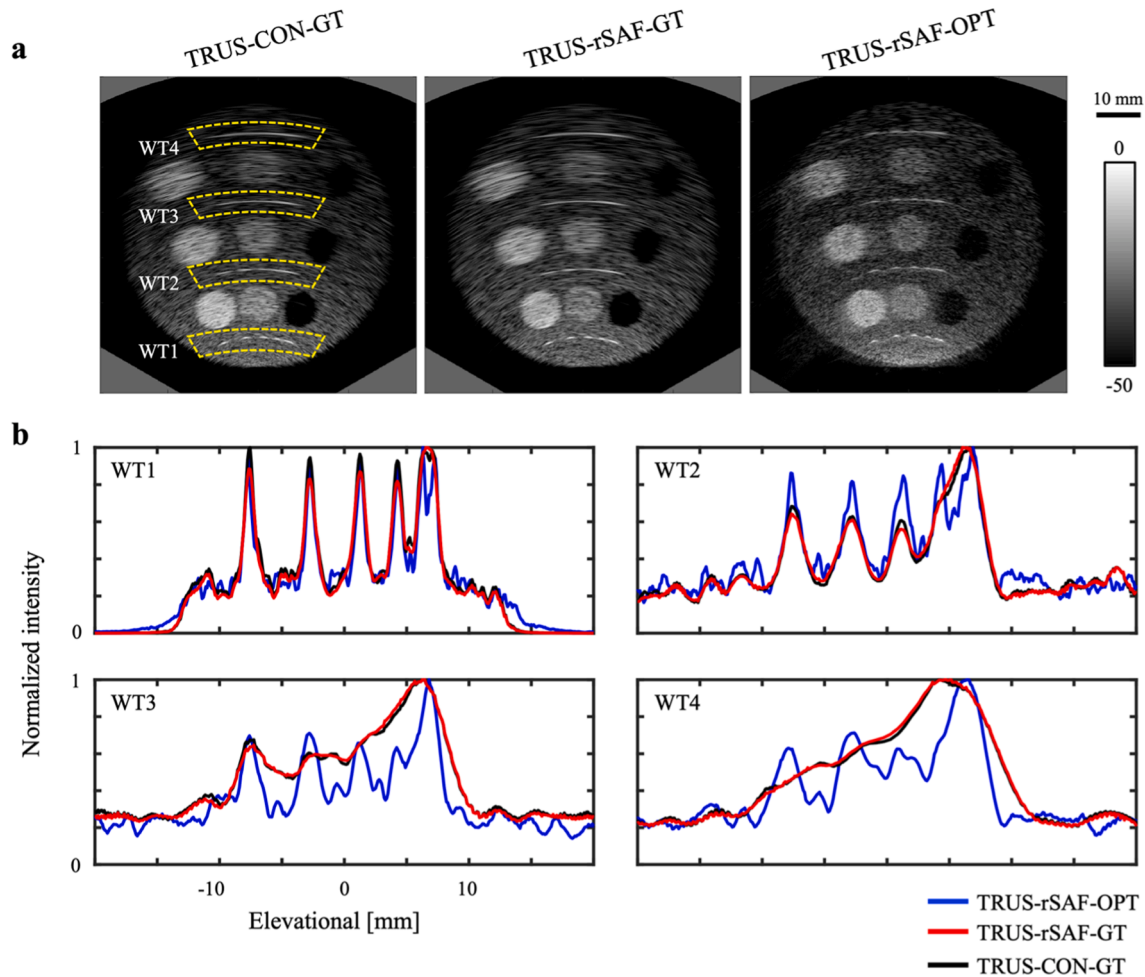 a
TRUS-CON-GT
TRUS-rSAF-GT
TRUS-rSAF-OPT
10 mm
0
-50
WT4
WT3
WT2
WT1
b
Normalized intensity
1
WT1
0
WT2
1
WT3
0
-10
0
10
Elevational [mm]
WT4
TRUS-rSAF-OPT
TRUS-rSAF-GT
TRUS-CON-GT